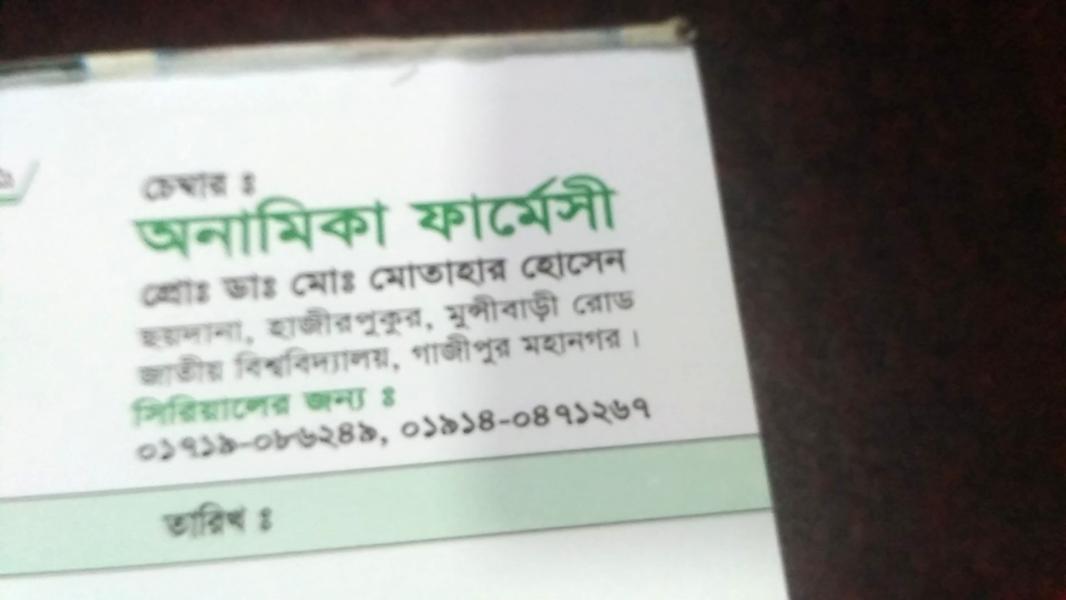 চেম্বার ঃ
অনামিকা ফার্মেসী
প্রোঃ ডাঃ মোঃ মোতাহার হোসেন
ছয়দানা, হাজীরপুকুর, মুন্সীবাড়ী রোড
জাতীয় বিশ্ববিদ্যালয়, গাজীপুর মহানগর।
সিরিয়ালের জন্য ঃ
০১৭১৯-০৮৬২৪৯, ০১৯১৪-০৪৭১২৬৭
তারিখ ঃ